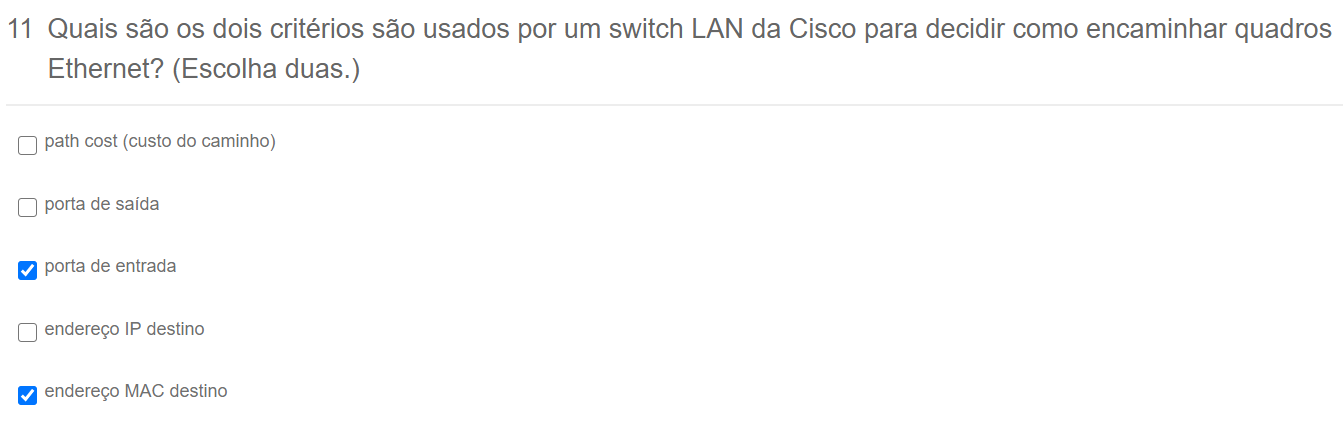 11 Quais são os dois critérios são usados por um switch LAN da Cisco para decidir como encaminhar quadros
Ethernet? (Escolha duas.)
path cost (custo do caminho)
porta de saída
porta de entrada
endereço IP destino
endereço MAC destino